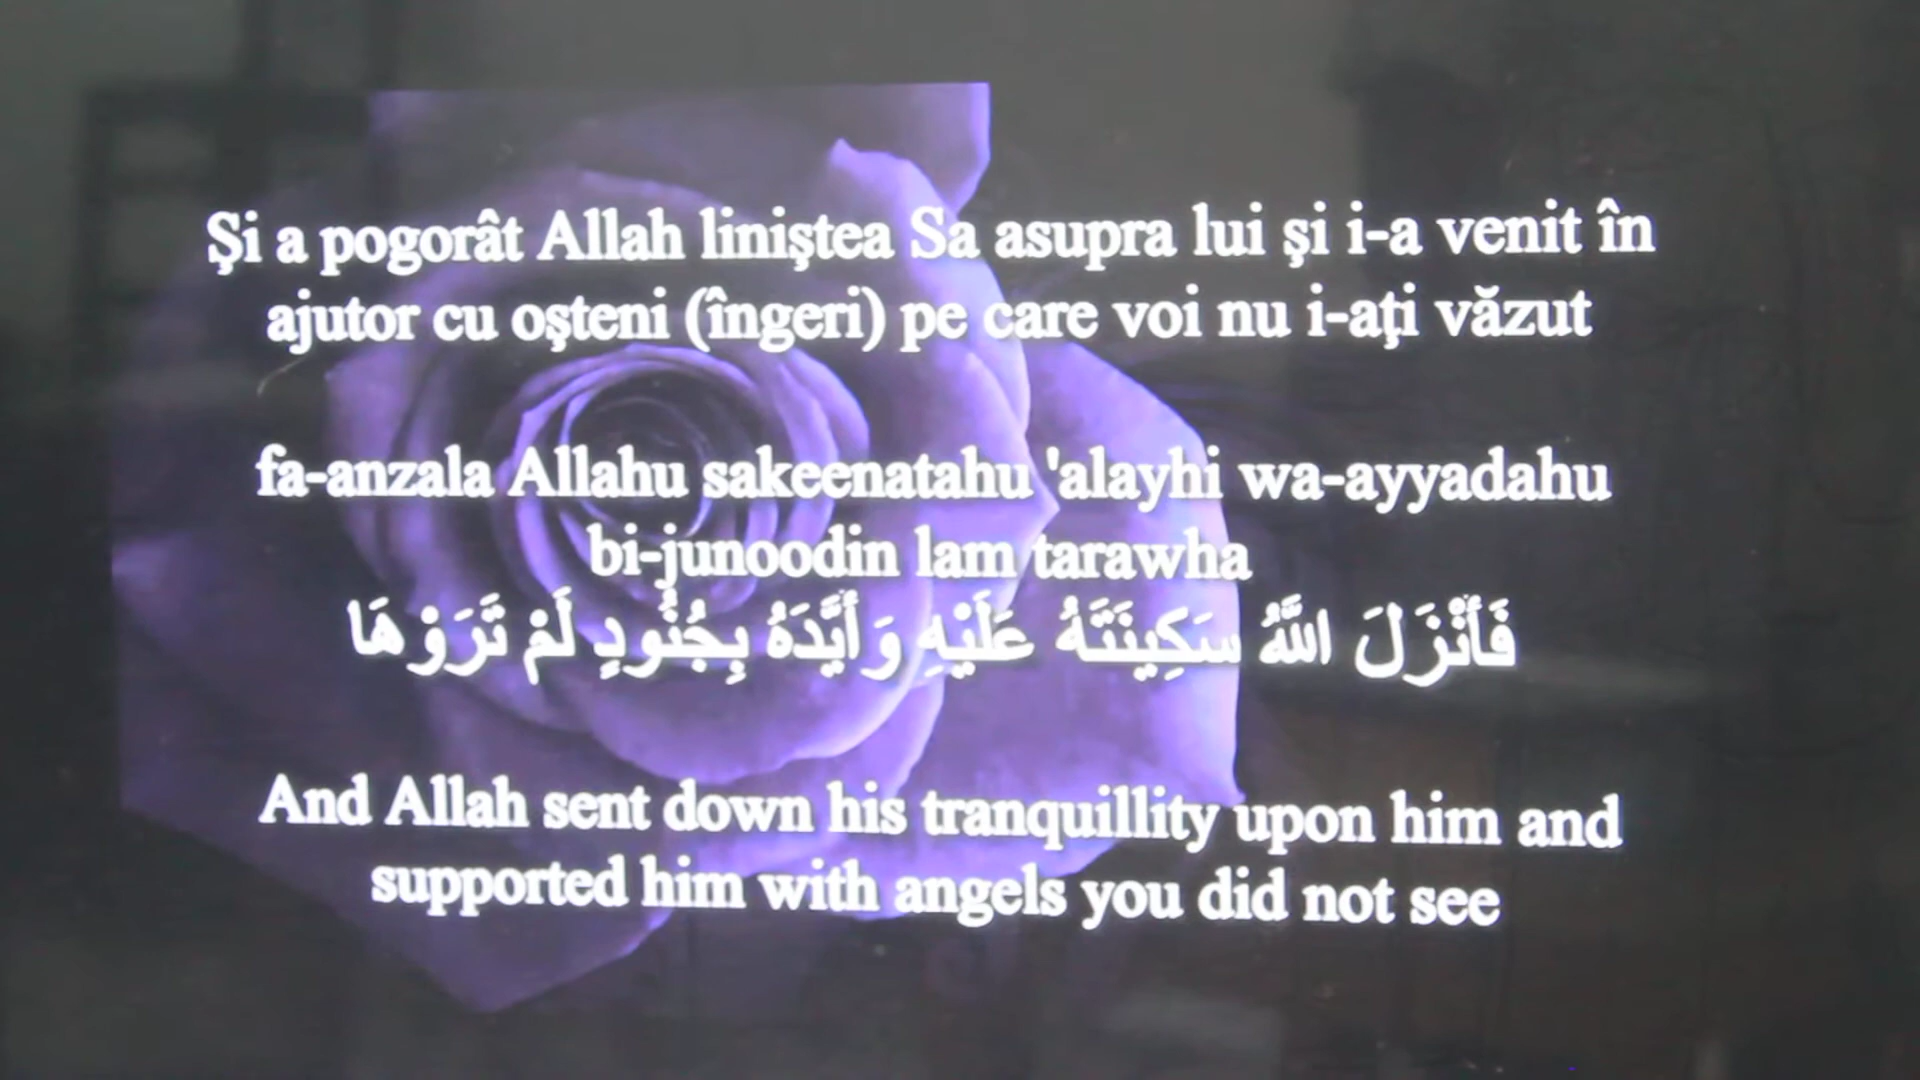 Şi a pogorât Allah liniştea Sa asupra lui şi i-a venit în
ajutor cu oşteni (îngeri) pe care voi nu i-aţi văzut
fa-anzala Allahu sakeenatahu 'alayhi wa-ayyadahu
bi-junoodin lam tarawha
فَأَنْزَلَ اللَّهُ سَكِينَتَهُ عَلَيْهِ وَأَيَّدَهُ بِجُنُودٍ لَمْ تَرَوْهَا
And Allah sent down his tranquillity upon him and
supported him with angels you did not see